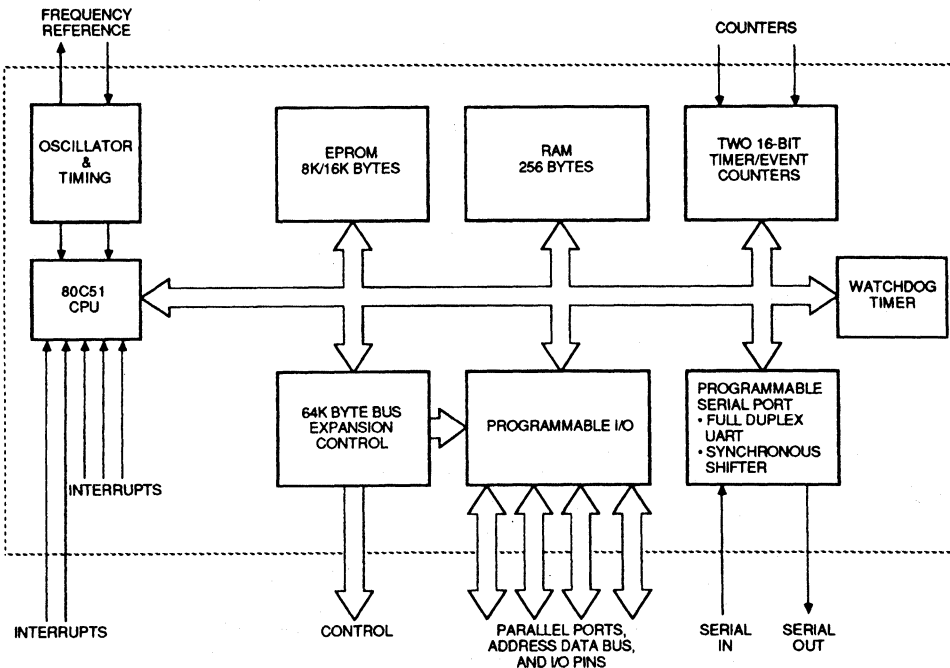 FREQUENCY
REFERENCE
COUNTERS
OSCILLATOR
&
TIMING
EPROM
8K/16K BYTES
RAM
256 BYTES
TWO 16-BIT
TIMER/EVENT
COUNTERS
80C51
CPU
WATCHDOG
TIMER
64K BYTE BUS
EXPANSION
CONTROL
PROGRAMMABLE I/O
PROGRAMMABLE
SERIAL PORT
• FULL DUPLEX
UART
• SYNCHRONOUS
SHIFTER
INTERRUPTS
INTERRUPTS
CONTROL
PARALLEL PORTS,
ADDRESS DATA BUS,
AND I/O PINS
SERIAL
IN
SERIAL
OUT